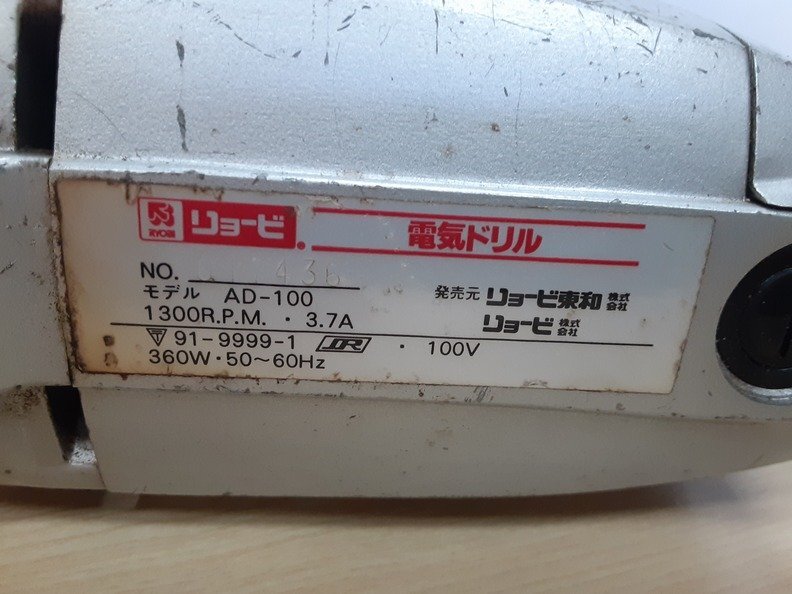 RYOBI リョービ® 電気ドリル
NO. 436
モデル AD-100
1300R.P.M. · 3.7A
発売元 リョービ東和株式会社
リョービ株式会社
▽ 91-9999-1 · 100V
360W·50～60Hz